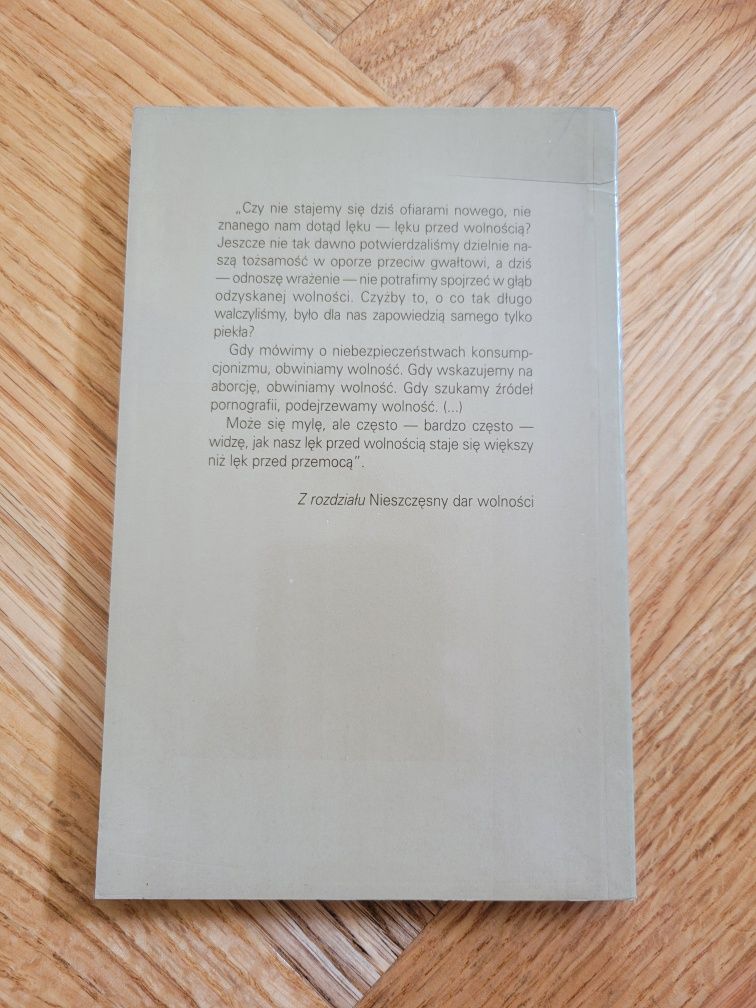 „Czy nie stajemy się dziś ofiarami nowego, nie
znanego nam dotąd lęku — lęku przed wolnością?
Jeszcze nie tak dawno potwierdzaliśmy dzielnie na-
szą tożsamość w oporze przeciw gwałtowi, a dziś
— odnoszę wrażenie — nie potrafimy spojrzeć w głąb
odzyskanej wolności. Czyżby to, o co tak długo
walczyliśmy, było dla nas zapowiedzią samego tylko
piekła?
Gdy mówimy o niebezpieczeństwach konsump-
cjonizmu, obwiniamy wolność. Gdy wskazujemy na
aborcję, obwiniamy wolność. Gdy szukamy źródeł
pornografii, podejrzewamy wolność. (...)
Może się mylę, ale często — bardzo często —
widzę, jak nasz lęk przed wolnością staje się większy
niż lęk przed przemocą”.
Z rozdziału Nieszczęsny dar wolności